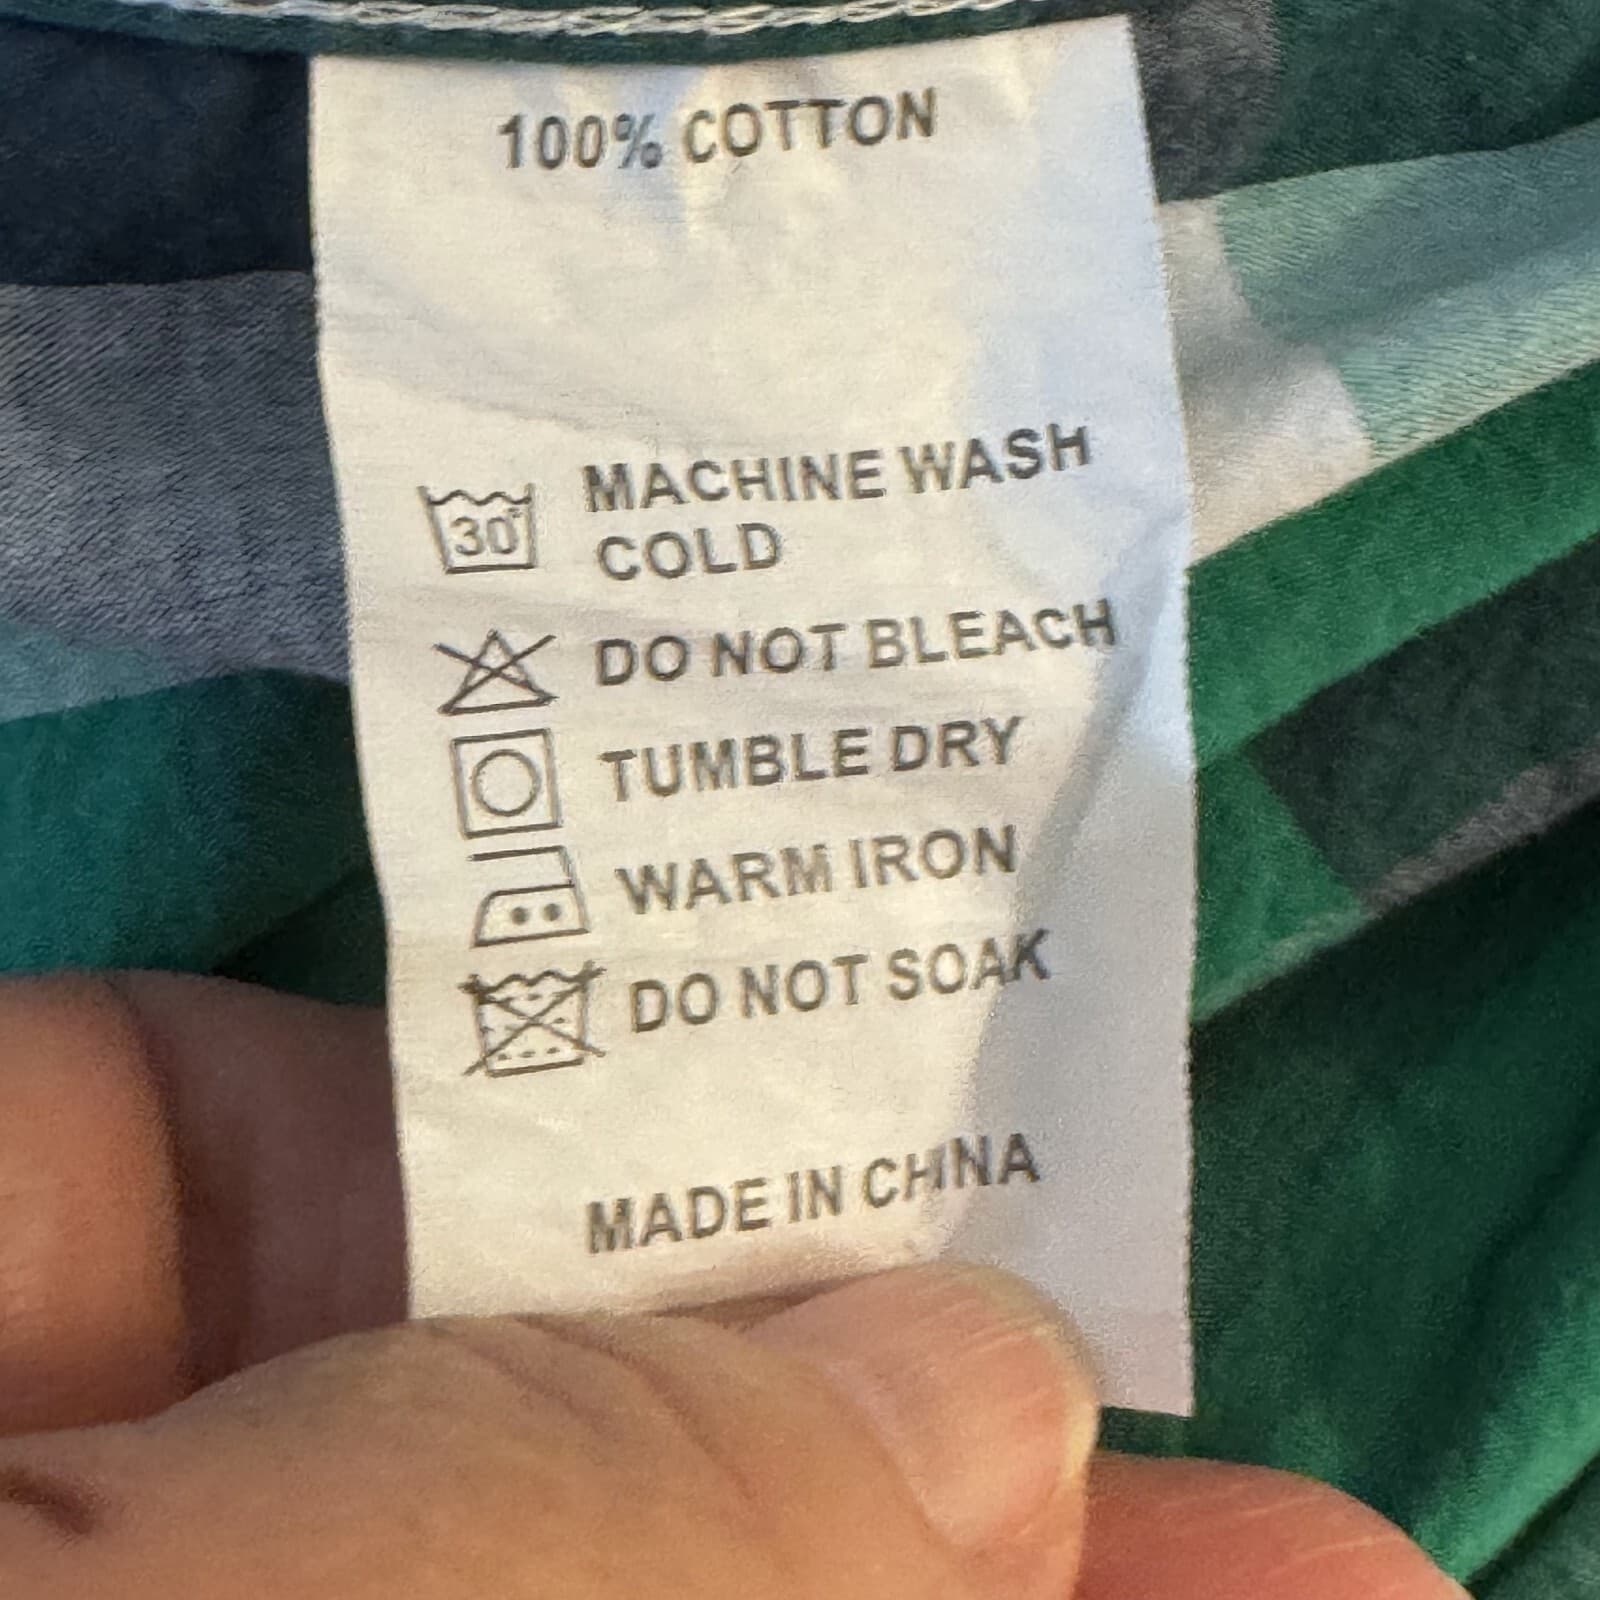 100% COTTON
30° MACHINE WASH
COLD
DO NOT BLEACH
TUMBLE DRY
WARM IRON
DO NOT SOAK
MADE IN CHINA